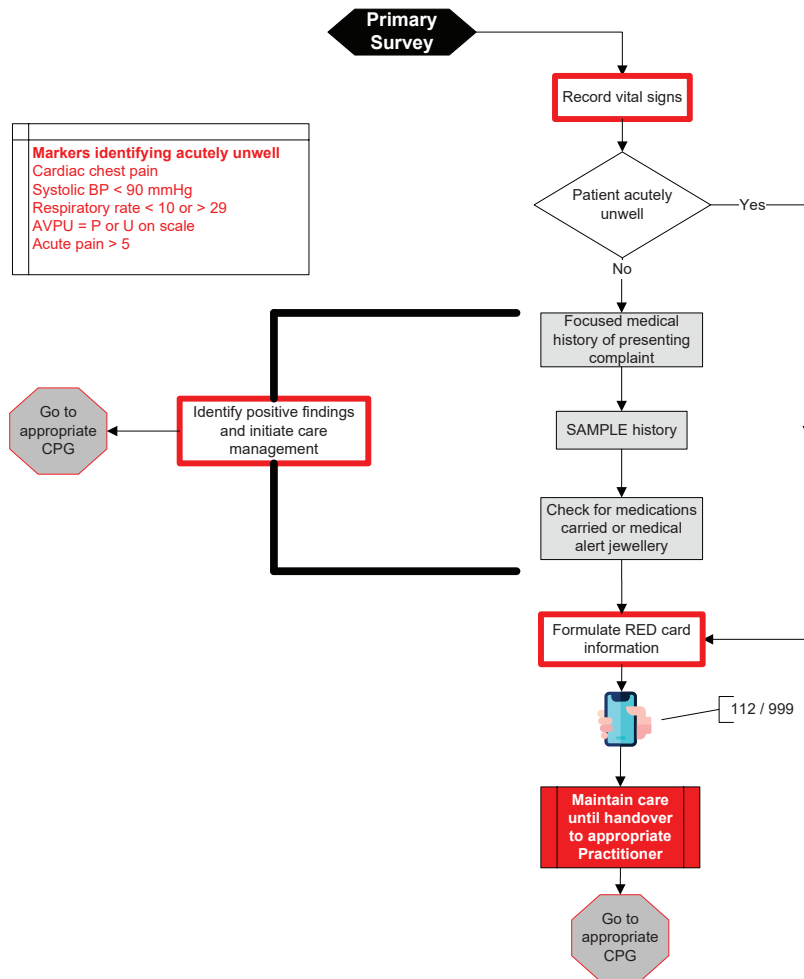 Primary
Survey
Record vital signs
Markers identifying acutely unwell
Cardiac chest pain
Systolic BP < 90 mmHg
Respiratory rate < 10 or > 29
AVPU = P or U on scale
Acute pain > 5
Patient acutely
unwell
Yes
No
Focused medical
history of presenting
complaint
Go to
appropriate
CPG
Identify positive findings
and initiate care
management
SAMPLE history
Check for medications
carried or medical
alert jewellery
Formulate RED card
information
112 / 999
Maintain care
until handover
to appropriate
Practitioner
Go to
appropriate
CPG